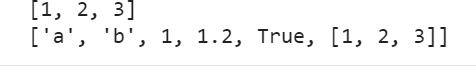 [1, 2, 3]
['a', 'b', 1, 1.2, True, [1, 2, 3]]